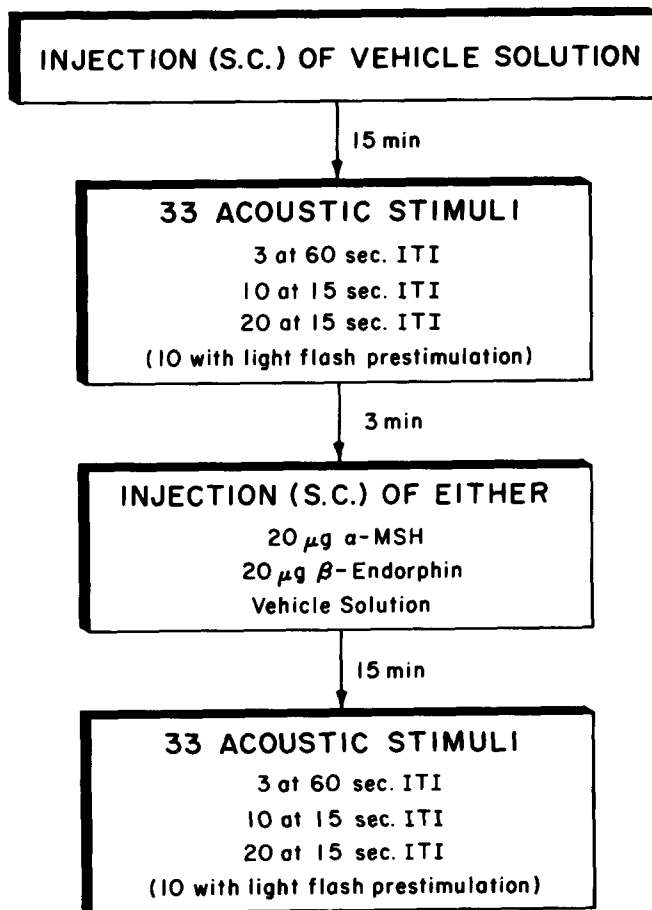 INJECTION (S.C.) OF VEHICLE SOLUTION
15 min
33 ACOUSTIC STIMULI
3 at 60 sec. ITI
10 at 15 sec. ITI
20 at 15 sec. ITI
(10 with light flash prestimulation)
3 min
INJECTION (S.C.) OF EITHER
20 μg α-MSH
20 μg β-Endorphin
Vehicle Solution
15 min
33 ACOUSTIC STIMULI
3 at 60 sec. ITI
10 at 15 sec. ITI
20 at 15 sec. ITI
(10 with light flash prestimulation)